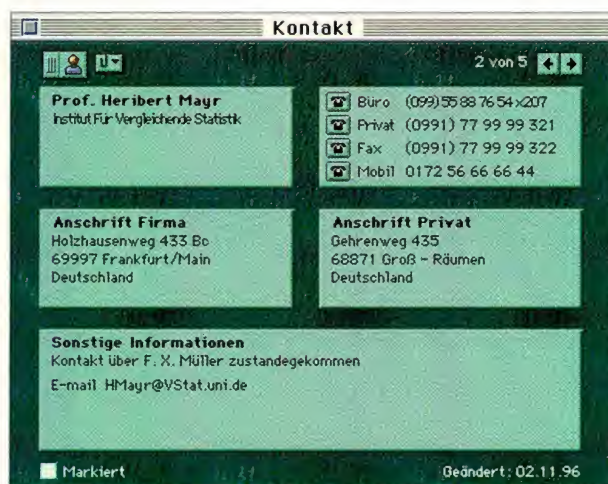 Kontakt
2 von 5
Prof. Heribert Mayr
Institut Für Vergleichende Statistik
Büro (099) 55 88 76 54 x207
Privat (0991) 77 99 99 321
Fax (0991) 77 99 99 322
Mobil 0172 56 66 66 44
Anschrift Firma
Holzhausenweg 433 Bc
69997 Frankfurt/Main
Deutschland
Anschrift Privat
Gehrenweg 435
68871 Groß - Räumen
Deutschland
Sonstige Informationen
Kontakt über F. X. Müller zustandegekommen
E-mail HMayr@VStat.uni.de
Markiert
Geändert: 02.11.96